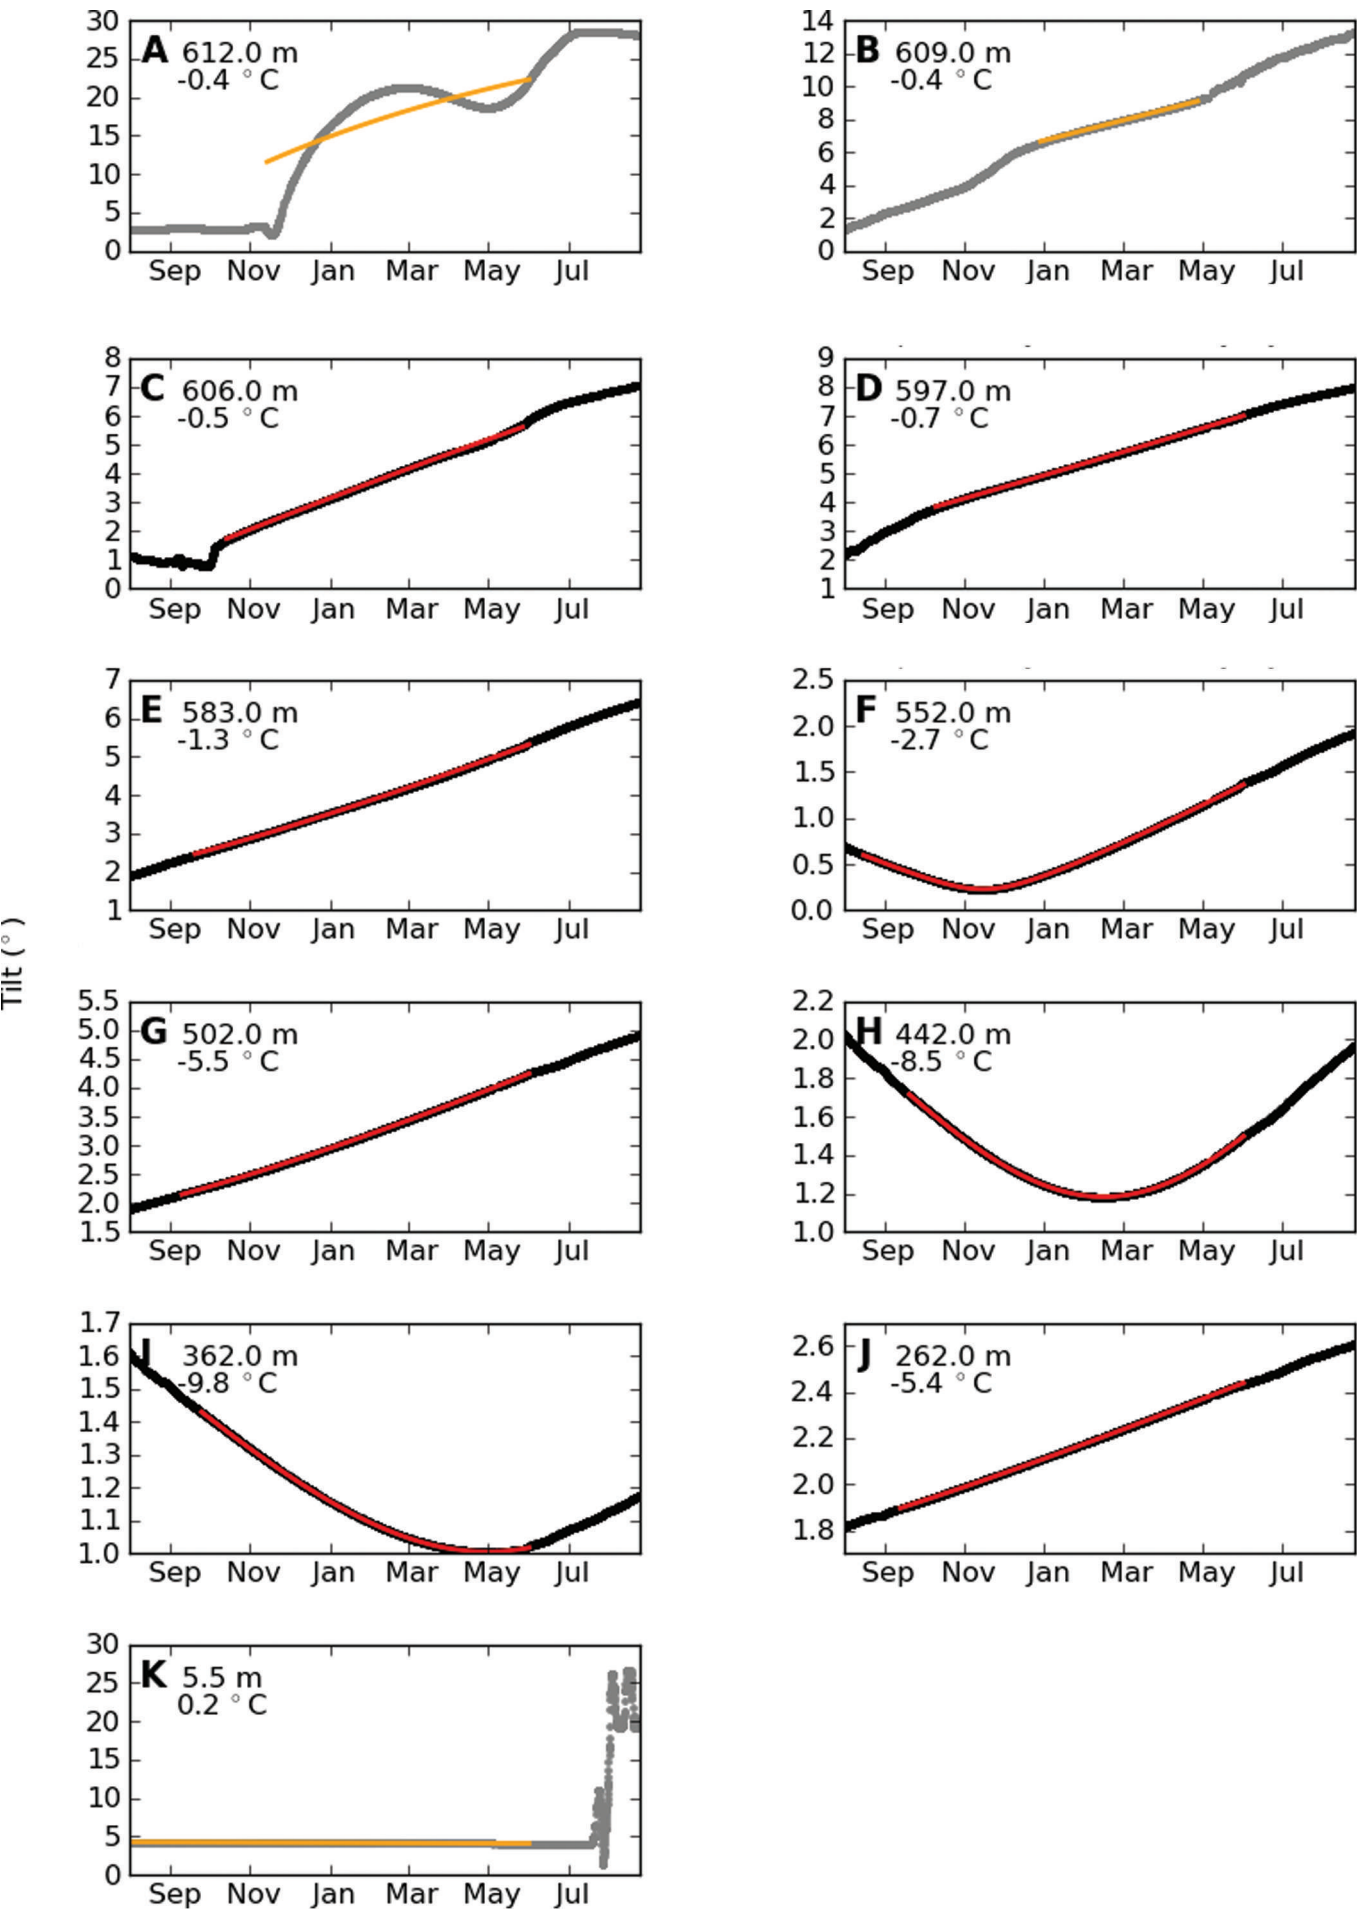 Tilt (°)
A 612.0 m
-0.4 °C
30
25
20
15
10
5
0
Sep Nov Jan Mar May Jul
B 609.0 m
-0.4 °C
14
12
10
8
6
4
2
0
Sep Nov Jan Mar May Jul
C 606.0 m
-0.5 °C
8
7
6
5
4
3
2
1
0
Sep Nov Jan Mar May Jul
D 597.0 m
-0.7 °C
9
8
7
6
5
4
3
2
1
Sep Nov Jan Mar May Jul
E 583.0 m
-1.3 °C
7
6
5
4
3
2
1
Sep Nov Jan Mar May Jul
F 552.0 m
-2.7 °C
2.5
2.0
1.5
1.0
0.5
0.0
Sep Nov Jan Mar May Jul
G 502.0 m
-5.5 °C
5.5
5.0
4.5
4.0
3.5
3.0
2.5
2.0
1.5
Sep Nov Jan Mar May Jul
H 442.0 m
-8.5 °C
2.2
2.0
1.8
1.6
1.4
1.2
1.0
Sep Nov Jan Mar May Jul
I 362.0 m
-9.8 °C
1.7
1.6
1.5
1.4
1.3
1.2
1.1
1.0
Sep Nov Jan Mar May Jul
J 262.0 m
-5.4 °C
2.6
2.4
2.2
2.0
1.8
Sep Nov Jan Mar May Jul
K 5.5 m
0.2 °C
30
25
20
15
10
5
0
Sep Nov Jan Mar May Jul